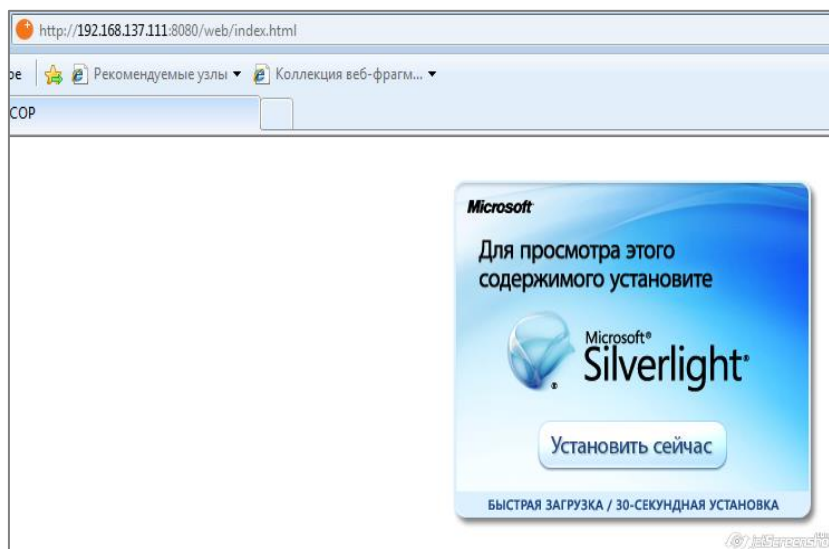 http://192.168.137.111:8080/web/index.html
ре Рекомендуемые узлы ▼ Коллекция веб-фрагм... ▼
СОР
Microsoft
Для просмотра этого
содержимого установите
Microsoft®
Silverlight®
Установить сейчас
БЫСТРАЯ ЗАГРУЗКА / 30-СЕКУНДНАЯ УСТАНОВКА